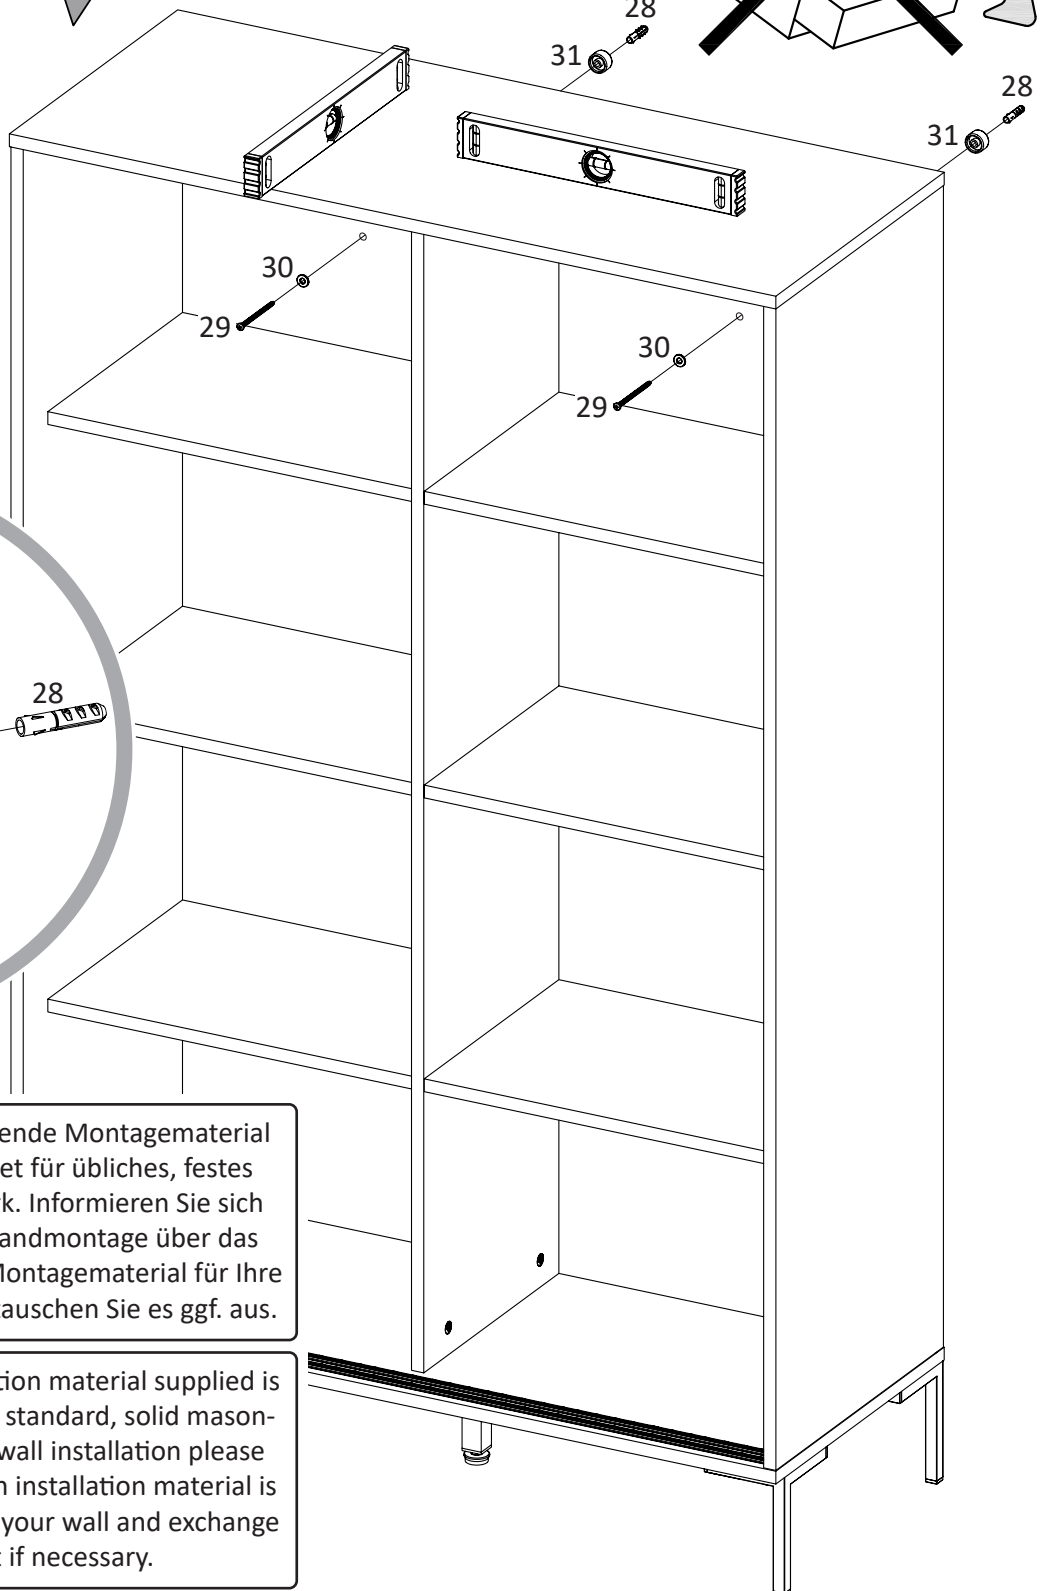 28
31
28
31
30
29
30
29
28
ende Montagematerial
et für übliches, festes
k. Informieren Sie sich
andmontage über das
Montagematerial für Ihre
tauschen Sie es ggf. aus.
tion material supplied is
standard, solid mason-
wall installation please
h installation material is
your wall and exchange
t if necessary.